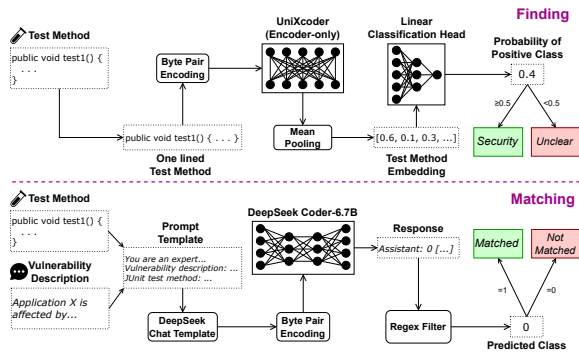 Finding
Test Method
public void test1() {
. . .
}
Byte Pair
Encoding
UniXcoder
(Encoder-only)
Linear
Classification Head
Probability of
Positive Class
0.4
≥0.5
<0.5
Security
Unclear
public void test1() { . . . }
One lined
Test Method
Mean
Pooling
[0.6, 0.1, 0.3, ...]
Test Method
Embedding
Matching
Test Method
public void test1() {
. . .
}
Vulnerability
Description
Application X is
affected by...
Prompt
Template
You are an expert...
Vulnerability description: ...
JUnit test method: ...
DeepSeek
Chat Template
Byte Pair
Encoding
DeepSeek Coder-6.7B
Response
Assistant: 0 [...]
Regex Filter
Matched
Not
Matched
=1
=0
0
Predicted Class